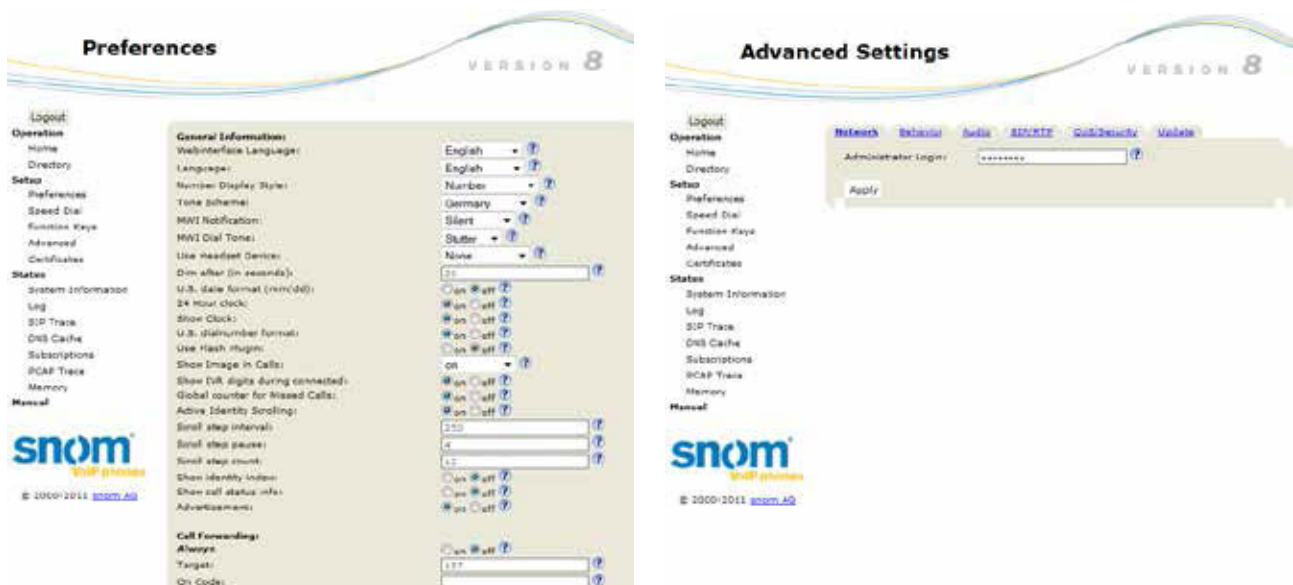 Preferences
VERSION 8
Logout
Operation
Home
Directory
Setup
Preferences
Speed Dial
Function Keys
Advanced
Certificates
Status
System Information
Log
SIP Trace
DNS Cache
Subscriptions
PCAP Trace
Memory
Manual
snom
VoIP phones
© 2000-2011 snom AG
General Information:
Webinterface Language: English
Language: English
Number Display Style: Number
Tone Scheme: Germany
MWI Notification: Silent
MWI Dial Tone: Stutter
Use Headset Device: None
Dim after (in seconds): 20
U.S. date format (mm/dd): on off
24 Hour clock: on off
Show Clock: on off
U.S. dialnumber format: on off
Use Flash Plugin: on off
Show Image in Calls: on
Show IVR digits during connected: on off
Global counter for Missed Calls: on off
Active Identity Scrolling: on off
Scroll step interval: 250
Scroll step pause: 4
Scroll step count:
Show identity index: on off
Show call status info: on off
Advertisement: on off
Call Forwarding:
Always on off
Target:
On Code:
Advanced Settings
VERSION 8
Logout
Operation
Home
Directory
Setup
Preferences
Speed Dial
Function Keys
Advanced
Certificates
Status
System Information
Log
SIP Trace
DNS Cache
Subscriptions
PCAP Trace
Memory
Manual
snom
VoIP phones
© 2000-2011 snom AG
Network Behavior Audio SIP/RTP QoS/Security Update
Administrator Login: ••••••••
Apply